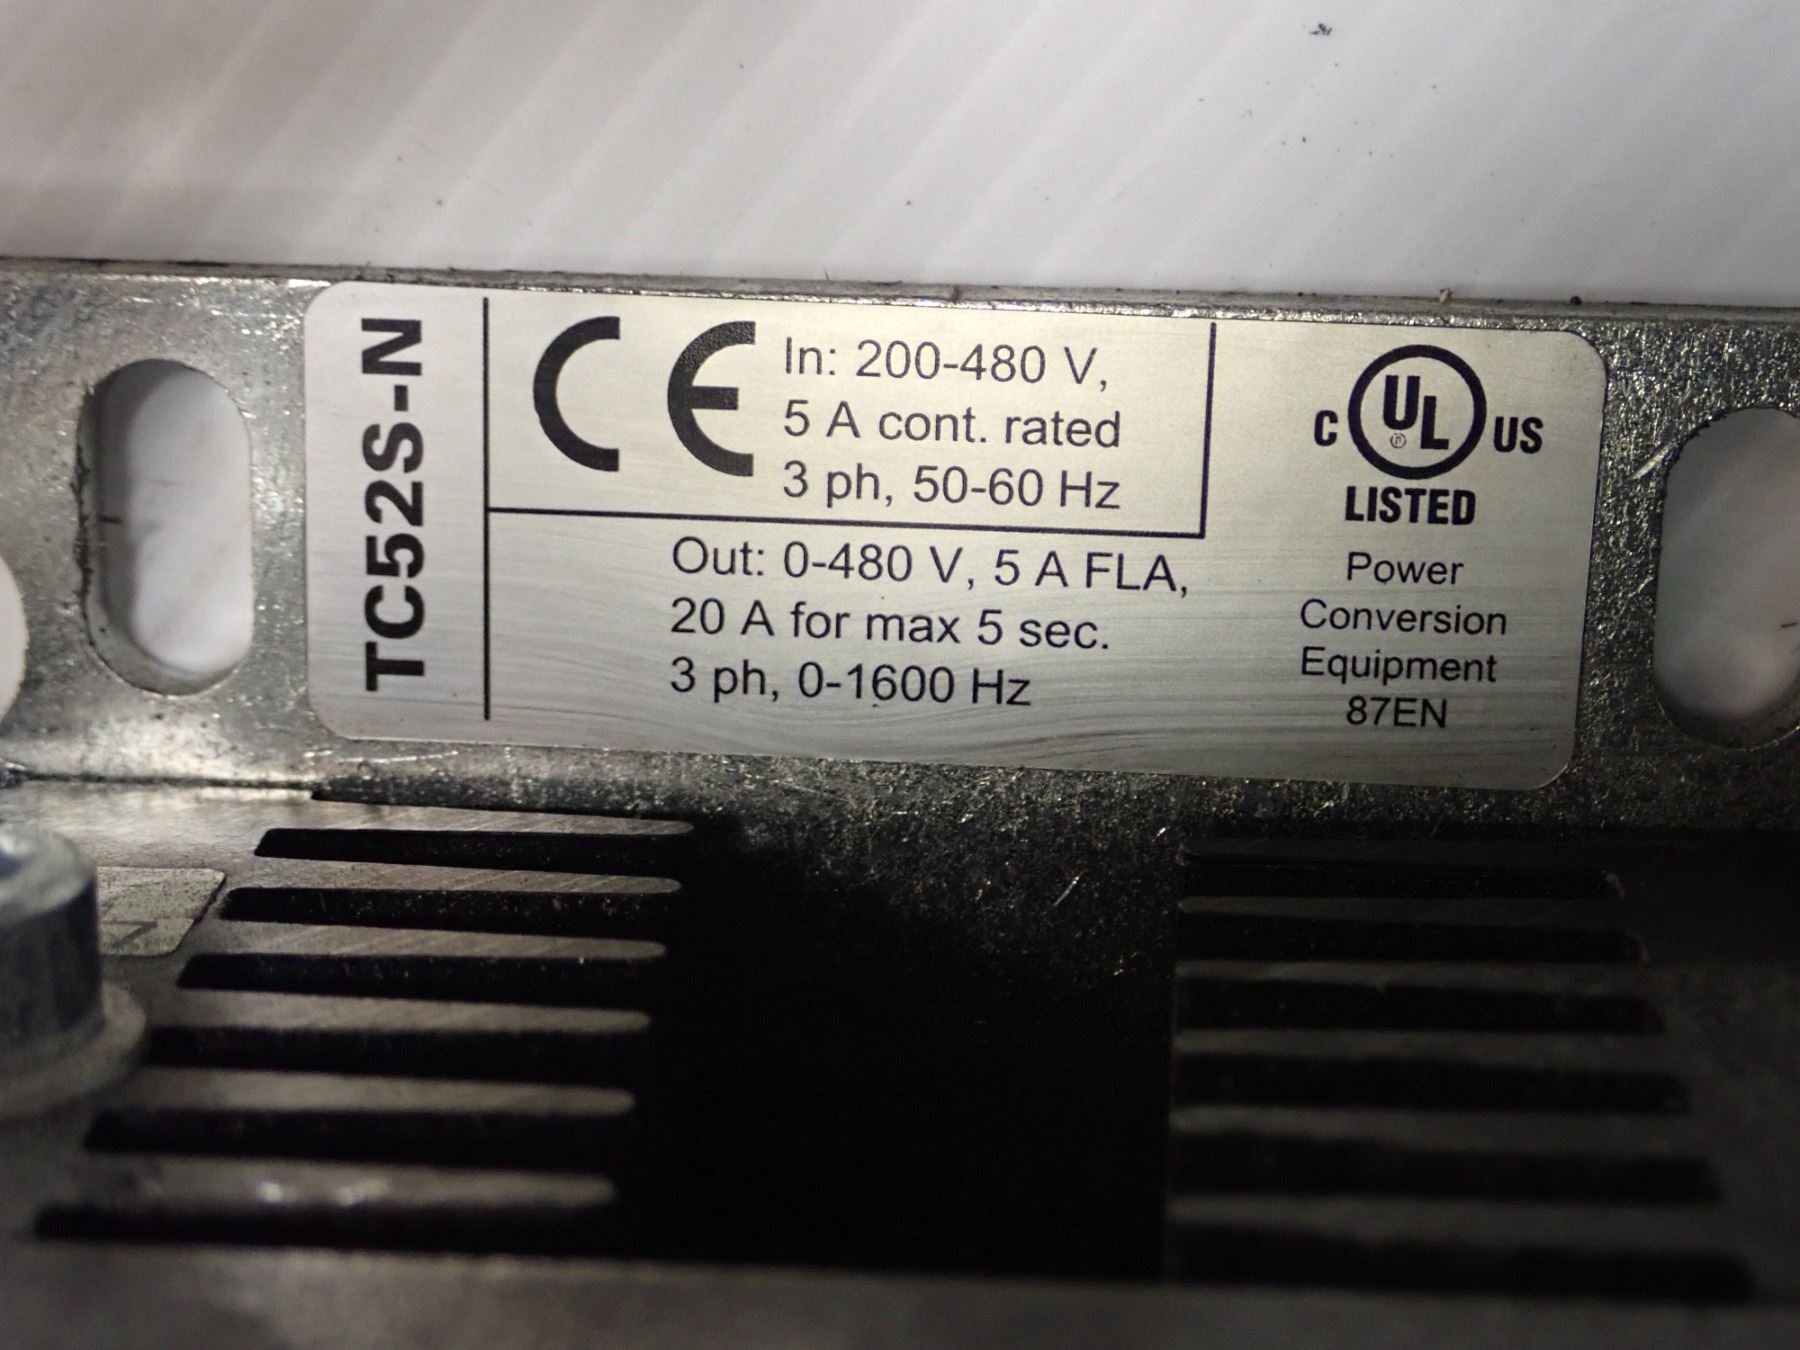 TC52S-N
CE
In: 200-480 V,
5 A cont. rated
3 ph, 50-60 Hz
Out: 0-480 V, 5 A FLA,
20 A for max 5 sec.
3 ph, 0-1600 Hz
C UL US
LISTED
Power
Conversion
Equipment
87EN